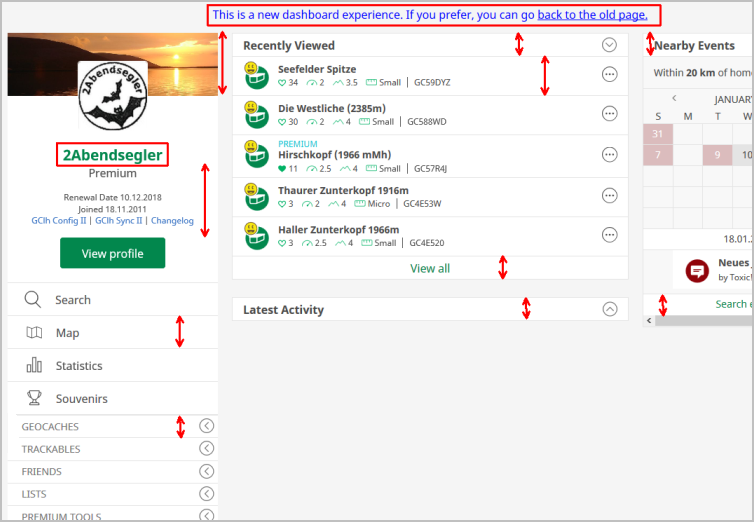 This is a new dashboard experience. If you prefer, you can go back to the old page.
2Abendsegler
2Abendsegler
Premium
Renewal Date 10.12.2018
Joined 18.11.2011
GClh Config II | GClh Sync II | Changelog
View profile
Search
Map
Statistics
Souvenirs
GEOCACHES
TRACKABLES
FRIENDS
LISTS
PREMIUM TOOLS
Recently Viewed
Seefelder Spitze
34 2 3.5 Small | GC59DYZ
Die Westliche (2385m)
30 2 4 Small | GC588WD
PREMIUM
Hirschkopf (1966 mMh)
11 2.5 4 Small | GC57R4J
Thaurer Zunterkopf 1916m
3 2 4 Micro | GC4E53W
Haller Zunterkopf 1966m
3 2.5 4 Small | GC4E520
View all
Latest Activity
Nearby Events
Within 20 km of hom
JANUAR
S M T W
31
7 9 10
18.01.2
Neues
by Toxic!
Search e